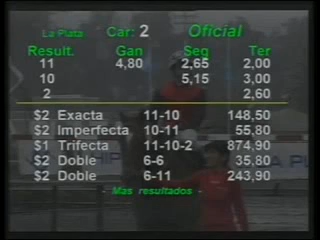 La Plata Car: 2 Oficial
Result. Gan Seg Ter
11 4,80 2,65 2,00
10 5,15 3,00
2 2,60
$2 Exacta 11-10 148,50
$2 Imperfecta 10-11 55,80
$1 Trifecta 11-10-2 874,90
$2 Doble 6-6 35,80
$2 Doble 6-11 243,90
- Mas resultados -